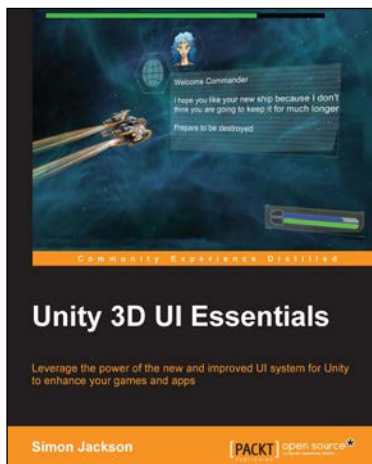 Welcome Commander
I hope you like your new ship because I don't
think you are going to keep it for much longer
Prepare to be destroyed
Community Experience Distilled
Unity 3D UI Essentials
Leverage the power of the new and improved UI system for Unity
to enhance your games and apps
Simon Jackson
[PACKT] open source*
PUBLISHING